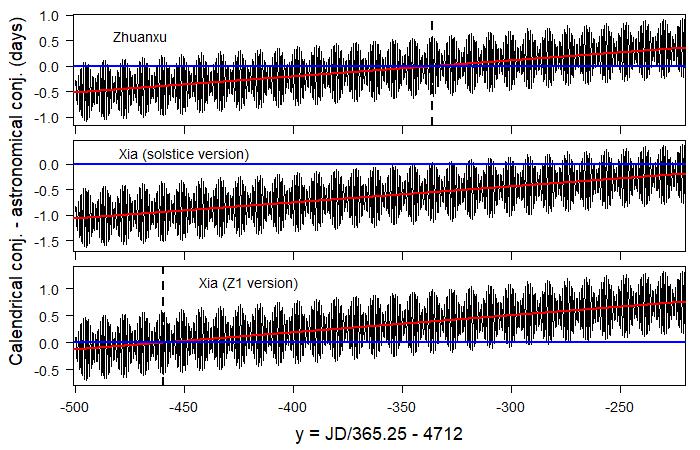 Calendrical conj. - astronomical conj. (days)
Zhuanxu
1.0
0.5
0.0
-0.5
-1.0
Xia (solstice version)
0.0
-0.5
-1.0
-1.5
Xia (Z1 version)
1.0
0.5
0.0
-0.5
-500 -450 -400 -350 -300 -250
y = JD/365.25 - 4712